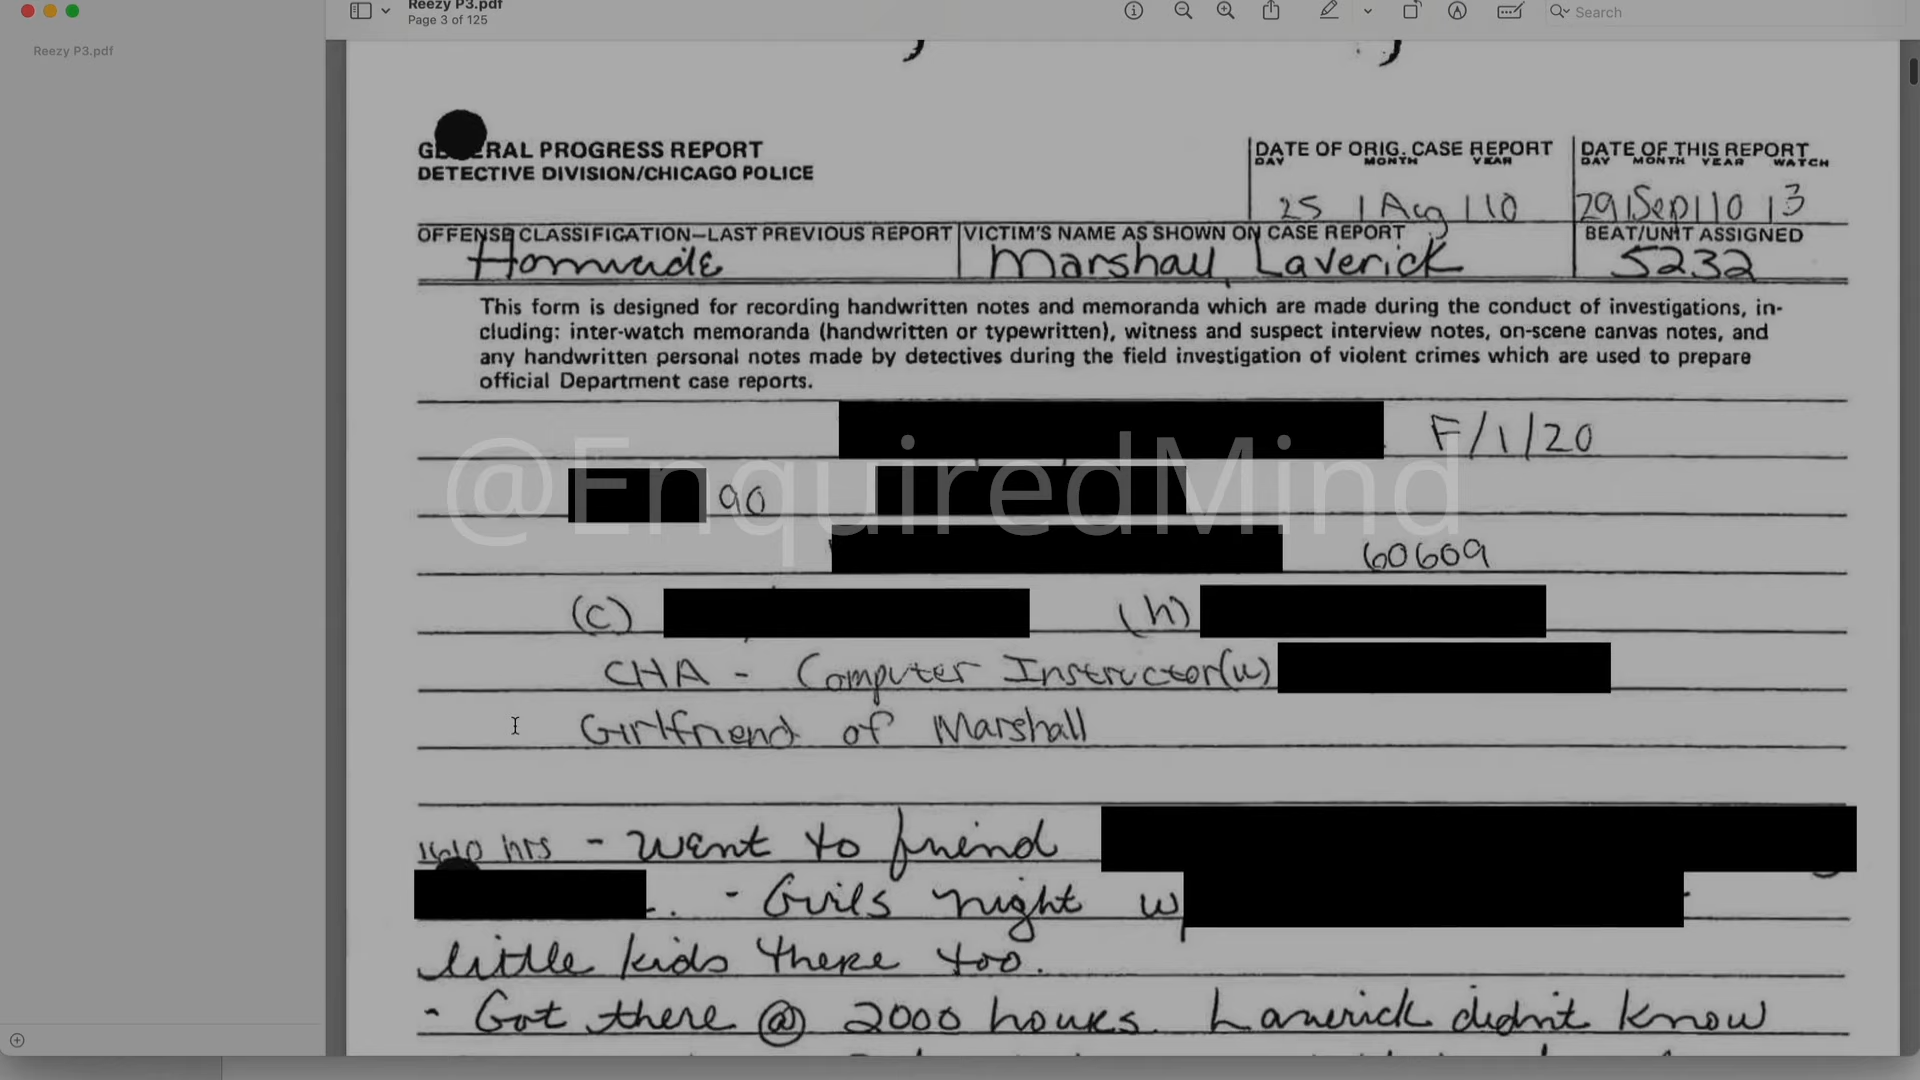 Reezy P3.pdf
Page 3 of 125
Search
Reezy P3.pdf
GENERAL PROGRESS REPORT
DETECTIVE DIVISION/CHICAGO POLICE
DATE OF ORIG. CASE REPORT
DAY MONTH YEAR
25 Aug 10
DATE OF THIS REPORT
DAY MONTH YEAR WATCH
29 Sep 10 3
OFFENSE CLASSIFICATION—LAST PREVIOUS REPORT
Homicide
VICTIM'S NAME AS SHOWN ON CASE REPORT
Marshall, Laverick
BEAT/UNIT ASSIGNED
5232
This form is designed for recording handwritten notes and memoranda which are made during the conduct of investigations, in-
cluding: inter-watch memoranda (handwritten or typewritten), witness and suspect interview notes, on-scene canvas notes, and
any handwritten personal notes made by detectives during the field investigation of violent crimes which are used to prepare
official Department case reports.
F/1/20
@EnquiredMind
90
60609
(c) (h)
CHA - Computer Instructor (w)
Girlfriend of Marshall
hrs - Went to friend
- Girls night w
little kids there too.
- Got there @ 2000 hours. Laverick didn't know